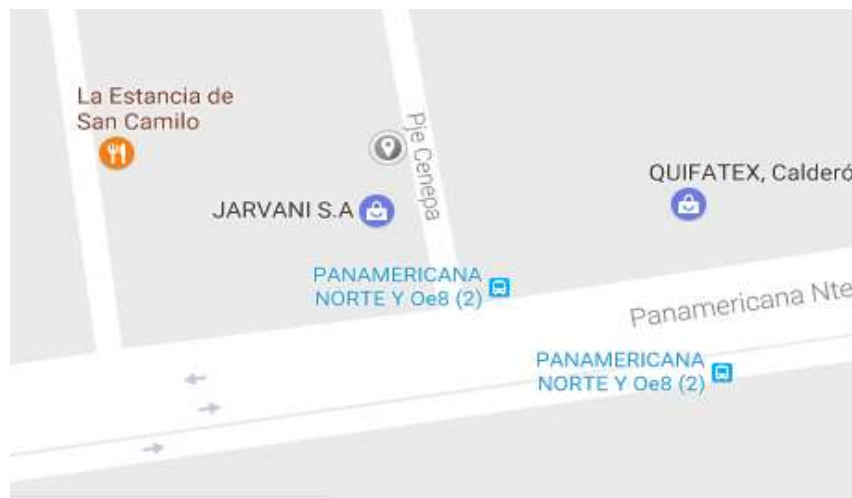 La Estancia de
San Camilo
Pje Cenepa
JARVANI S.A
QUIFATEX, Calderó
PANAMERICANA
NORTE Y Oe8 (2)
Panamericana Nte
PANAMERICANA
NORTE Y Oe8 (2)